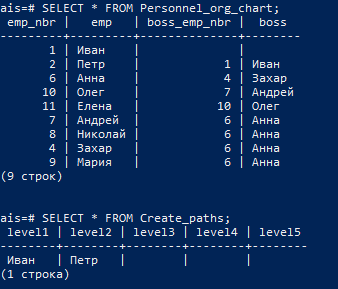 ais=# SELECT * FROM Personnel_org_chart;
 emp_nbr |   emp   | boss_emp_nbr |  boss
---------+---------+--------------+--------
       1 | Иван    |              |
       2 | Петр    |            1 | Иван
       6 | Анна    |            4 | Захар
      10 | Олег    |            7 | Андрей
      11 | Елена   |           10 | Олег
       7 | Андрей  |            6 | Анна
       8 | Николай |            6 | Анна
       4 | Захар   |            6 | Анна
       9 | Мария   |            6 | Анна
(9 строк)

ais=# SELECT * FROM Create_paths;
 level1 | level2 | level3 | level4 | level5
--------+--------+--------+--------+--------
 Иван   | Петр   |        |        |
(1 строка)